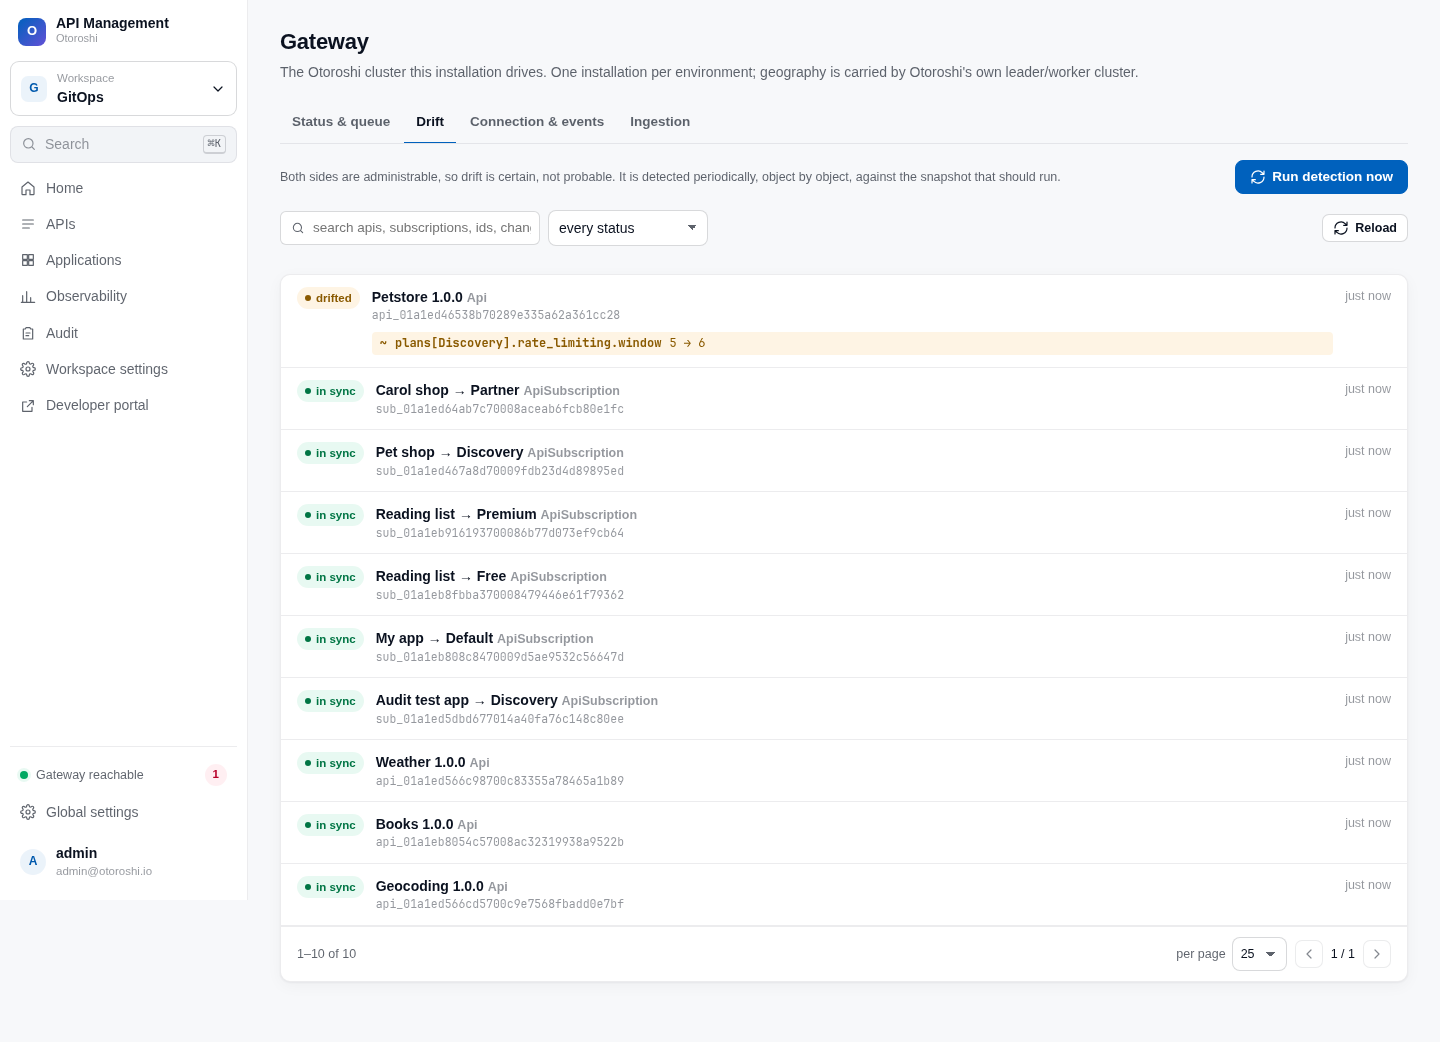 O
API Management
Otoroshi
G
Workspace
GitOps
Search
⌘K
Home
APIs
Applications
Observability
Audit
Workspace settings
Developer portal
Gateway reachable
1
Global settings
A
admin
admin@otoroshi.io
Gateway
The Otoroshi cluster this installation drives. One installation per environment; geography is carried by Otoroshi's own leader/worker cluster.
Status & queue Drift Connection & events Ingestion
Both sides are administrable, so drift is certain, not probable. It is detected periodically, object by object, against the snapshot that should run.
Run detection now
search apis, subscriptions, ids, chan
every status
Reload
drifted Petstore 1.0.0 Api just now
api_01a1ed46538b70289e335a62a361cc28
~ plans[Discovery].rate_limiting.window 5 → 6
in sync Carol shop → Partner ApiSubscription just now
sub_01a1ed64ab7c70008aceab6fcb80e1fc
in sync Pet shop → Discovery ApiSubscription just now
sub_01a1ed467a8d70009fdb23d4d89895ed
in sync Reading list → Premium ApiSubscription just now
sub_01a1eb916193700086b77d073ef9cb64
in sync Reading list → Free ApiSubscription just now
sub_01a1eb8fbba370008479446e61f79362
in sync My app → Default ApiSubscription just now
sub_01a1eb808c8470009d5ae9532c56647d
in sync Audit test app → Discovery ApiSubscription just now
sub_01a1ed5dbd677014a40fa76c148c80ee
in sync Weather 1.0.0 Api just now
api_01a1ed566c98700c83355a78465a1b89
in sync Books 1.0.0 Api just now
api_01a1eb8054c57008ac32319938a9522b
in sync Geocoding 1.0.0 Api just now
api_01a1ed566cd5700c9e7568fbadd0e7bf
1–10 of 10
per page 25 1 / 1